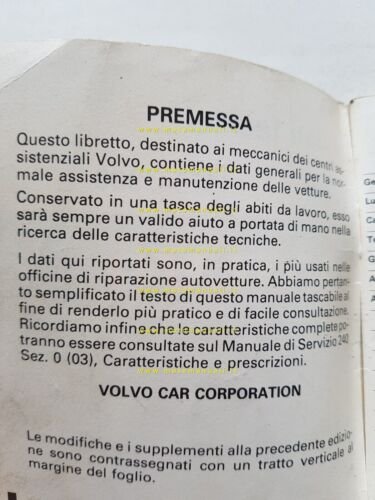 PREMESSA
Questo libretto, destinato ai meccanici dei centri as-
sistenziali Volvo, contiene i dati generali per la nor-
male assistenza e manutenzione delle vetture.
Conservato in una tasca degli abiti da lavoro, esso
sarà sempre un valido aiuto a portata di mano nella
ricerca delle caratteristiche tecniche.
I dati qui riportati sono, in pratica, i più usati nelle
officine di riparazione autovetture. Abbiamo pertan-
to semplificato il testo di questo manuale tascabile al
fine di renderlo più pratico e di facile consultazione.
Ricordiamo infine che le caratteristiche complete po-
tranno essere consultate sul Manuale di Servizio 240
Sez. 0 (03), Caratteristiche e prescrizioni.
VOLVO CAR CORPORATION
Le modifiche e i supplementi alla precedente edizio-
ne sono contrassegnati con un tratto verticale al
margine del foglio.